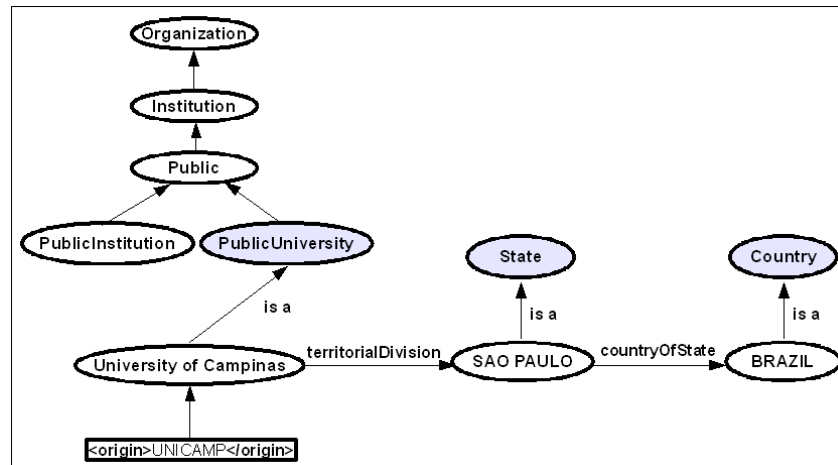 Organization
Institution
Public
PublicInstitution
PublicUniversity
State
Country
is a
is a
is a
University of Campinas
territorialDivision
SAO PAULO
countryOfState
BRAZIL
<origin>UNICAMP</origin>